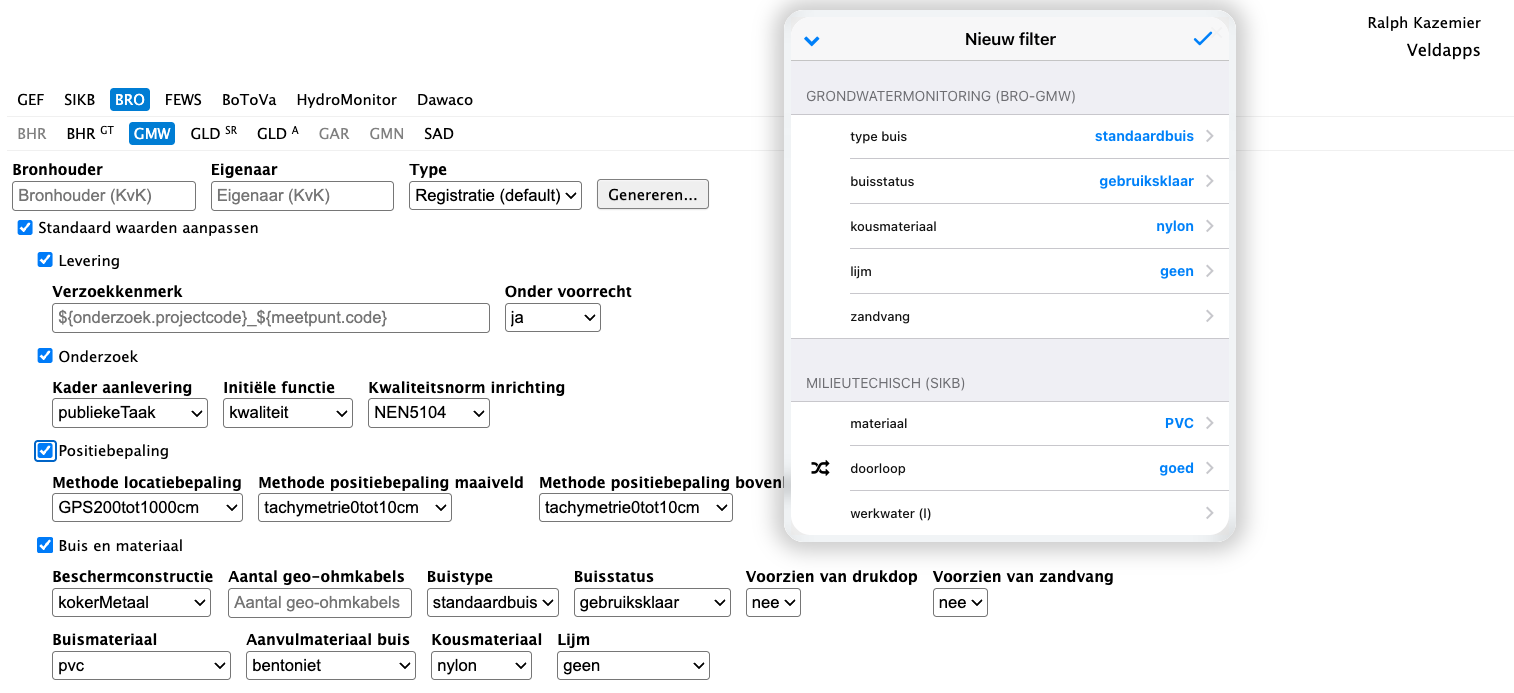 Ralph Kazemier
Veldapps
GEF SIKB BRO FEWS BoToVa HydroMonitor Dawaco
BHR BHR GT GMW GLD SR GLD A GAR GMN SAD
Bronhouder Eigenaar Type
Bronhouder (KvK) Eigenaar (KvK) Registratie (default) Genereren...
Standaard waarden aanpassen
Levering
Verzoekkenmerk Onder voorrecht
${onderzoek.projectcode}_${meetpunt.code} ja
Onderzoek
Kader aanlevering Initiële functie Kwaliteitsnorm inrichting
publiekeTaak kwaliteit NEN5104
Positiebepaling
Methode locatiebepaling Methode positiebepaling maaiveld Methode positiebepaling boven
GPS200tot1000cm tachymetrie0tot10cm tachymetrie0tot10cm
Buis en materiaal
Beschermconstructie Aantal geo-ohmkabels Buistype Buisstatus Voorzien van drukdop Voorzien van zandvang
kokerMetaal Aantal geo-ohmkabels standaardbuis gebruiksklaar nee nee
Buismateriaal Aanvulmateriaal buis Kousmateriaal Lijm
pvc bentoniet nylon geen
Nieuw filter
GRONDWATERMONITORING (BRO-GMW)
type buis standaardbuis
buisstatus gebruiksklaar
kousmateriaal nylon
lijm geen
zandvang
MILIEUTECHISCH (SIKB)
materiaal PVC
doorloop goed
werkwater (l)